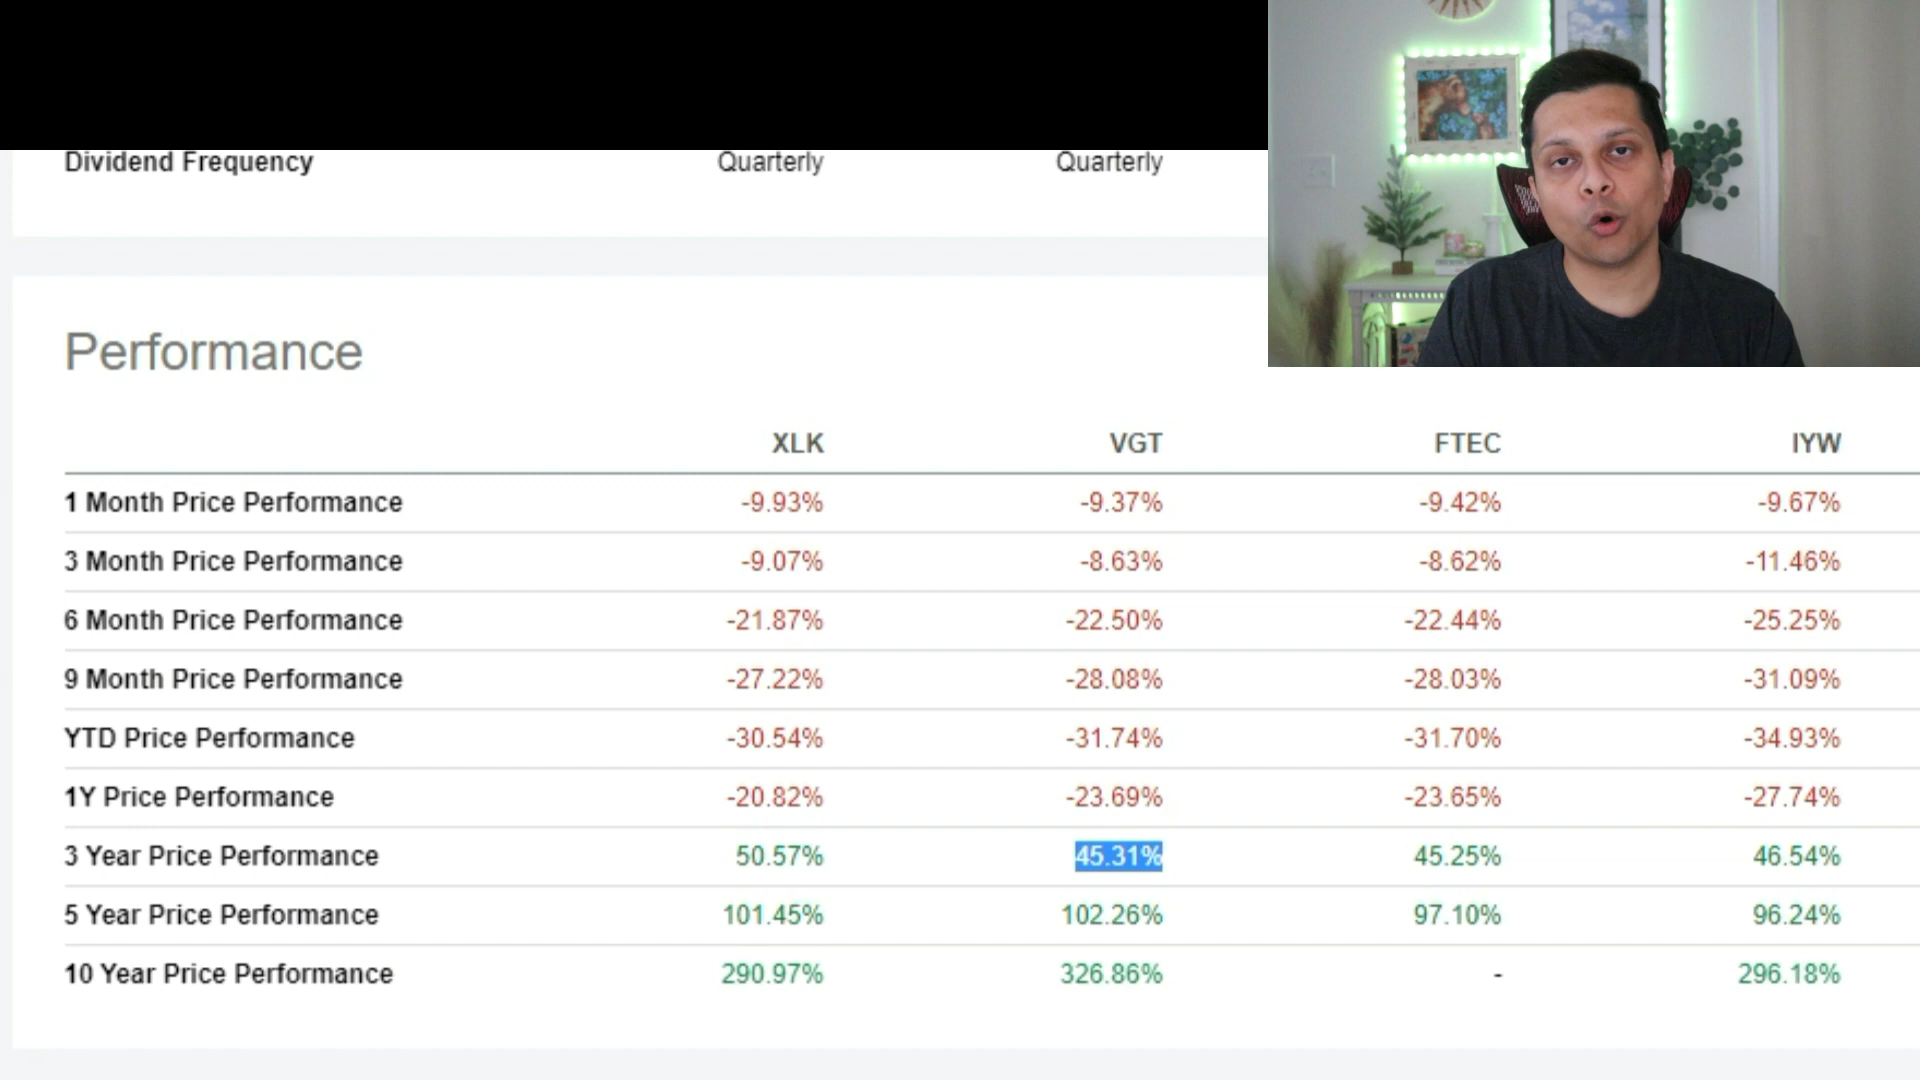 Dividend Frequency Quarterly Quarterly
Performance
XLK VGT FTEC IYW
1 Month Price Performance -9.93% -9.37% -9.42% -9.67%
3 Month Price Performance -9.07% -8.63% -8.62% -11.46%
6 Month Price Performance -21.87% -22.50% -22.44% -25.25%
9 Month Price Performance -27.22% -28.08% -28.03% -31.09%
YTD Price Performance -30.54% -31.74% -31.70% -34.93%
1Y Price Performance -20.82% -23.69% -23.65% -27.74%
3 Year Price Performance 50.57% 45.31% 45.25% 46.54%
5 Year Price Performance 101.45% 102.26% 97.10% 96.24%
10 Year Price Performance 290.97% 326.86% - 296.18%